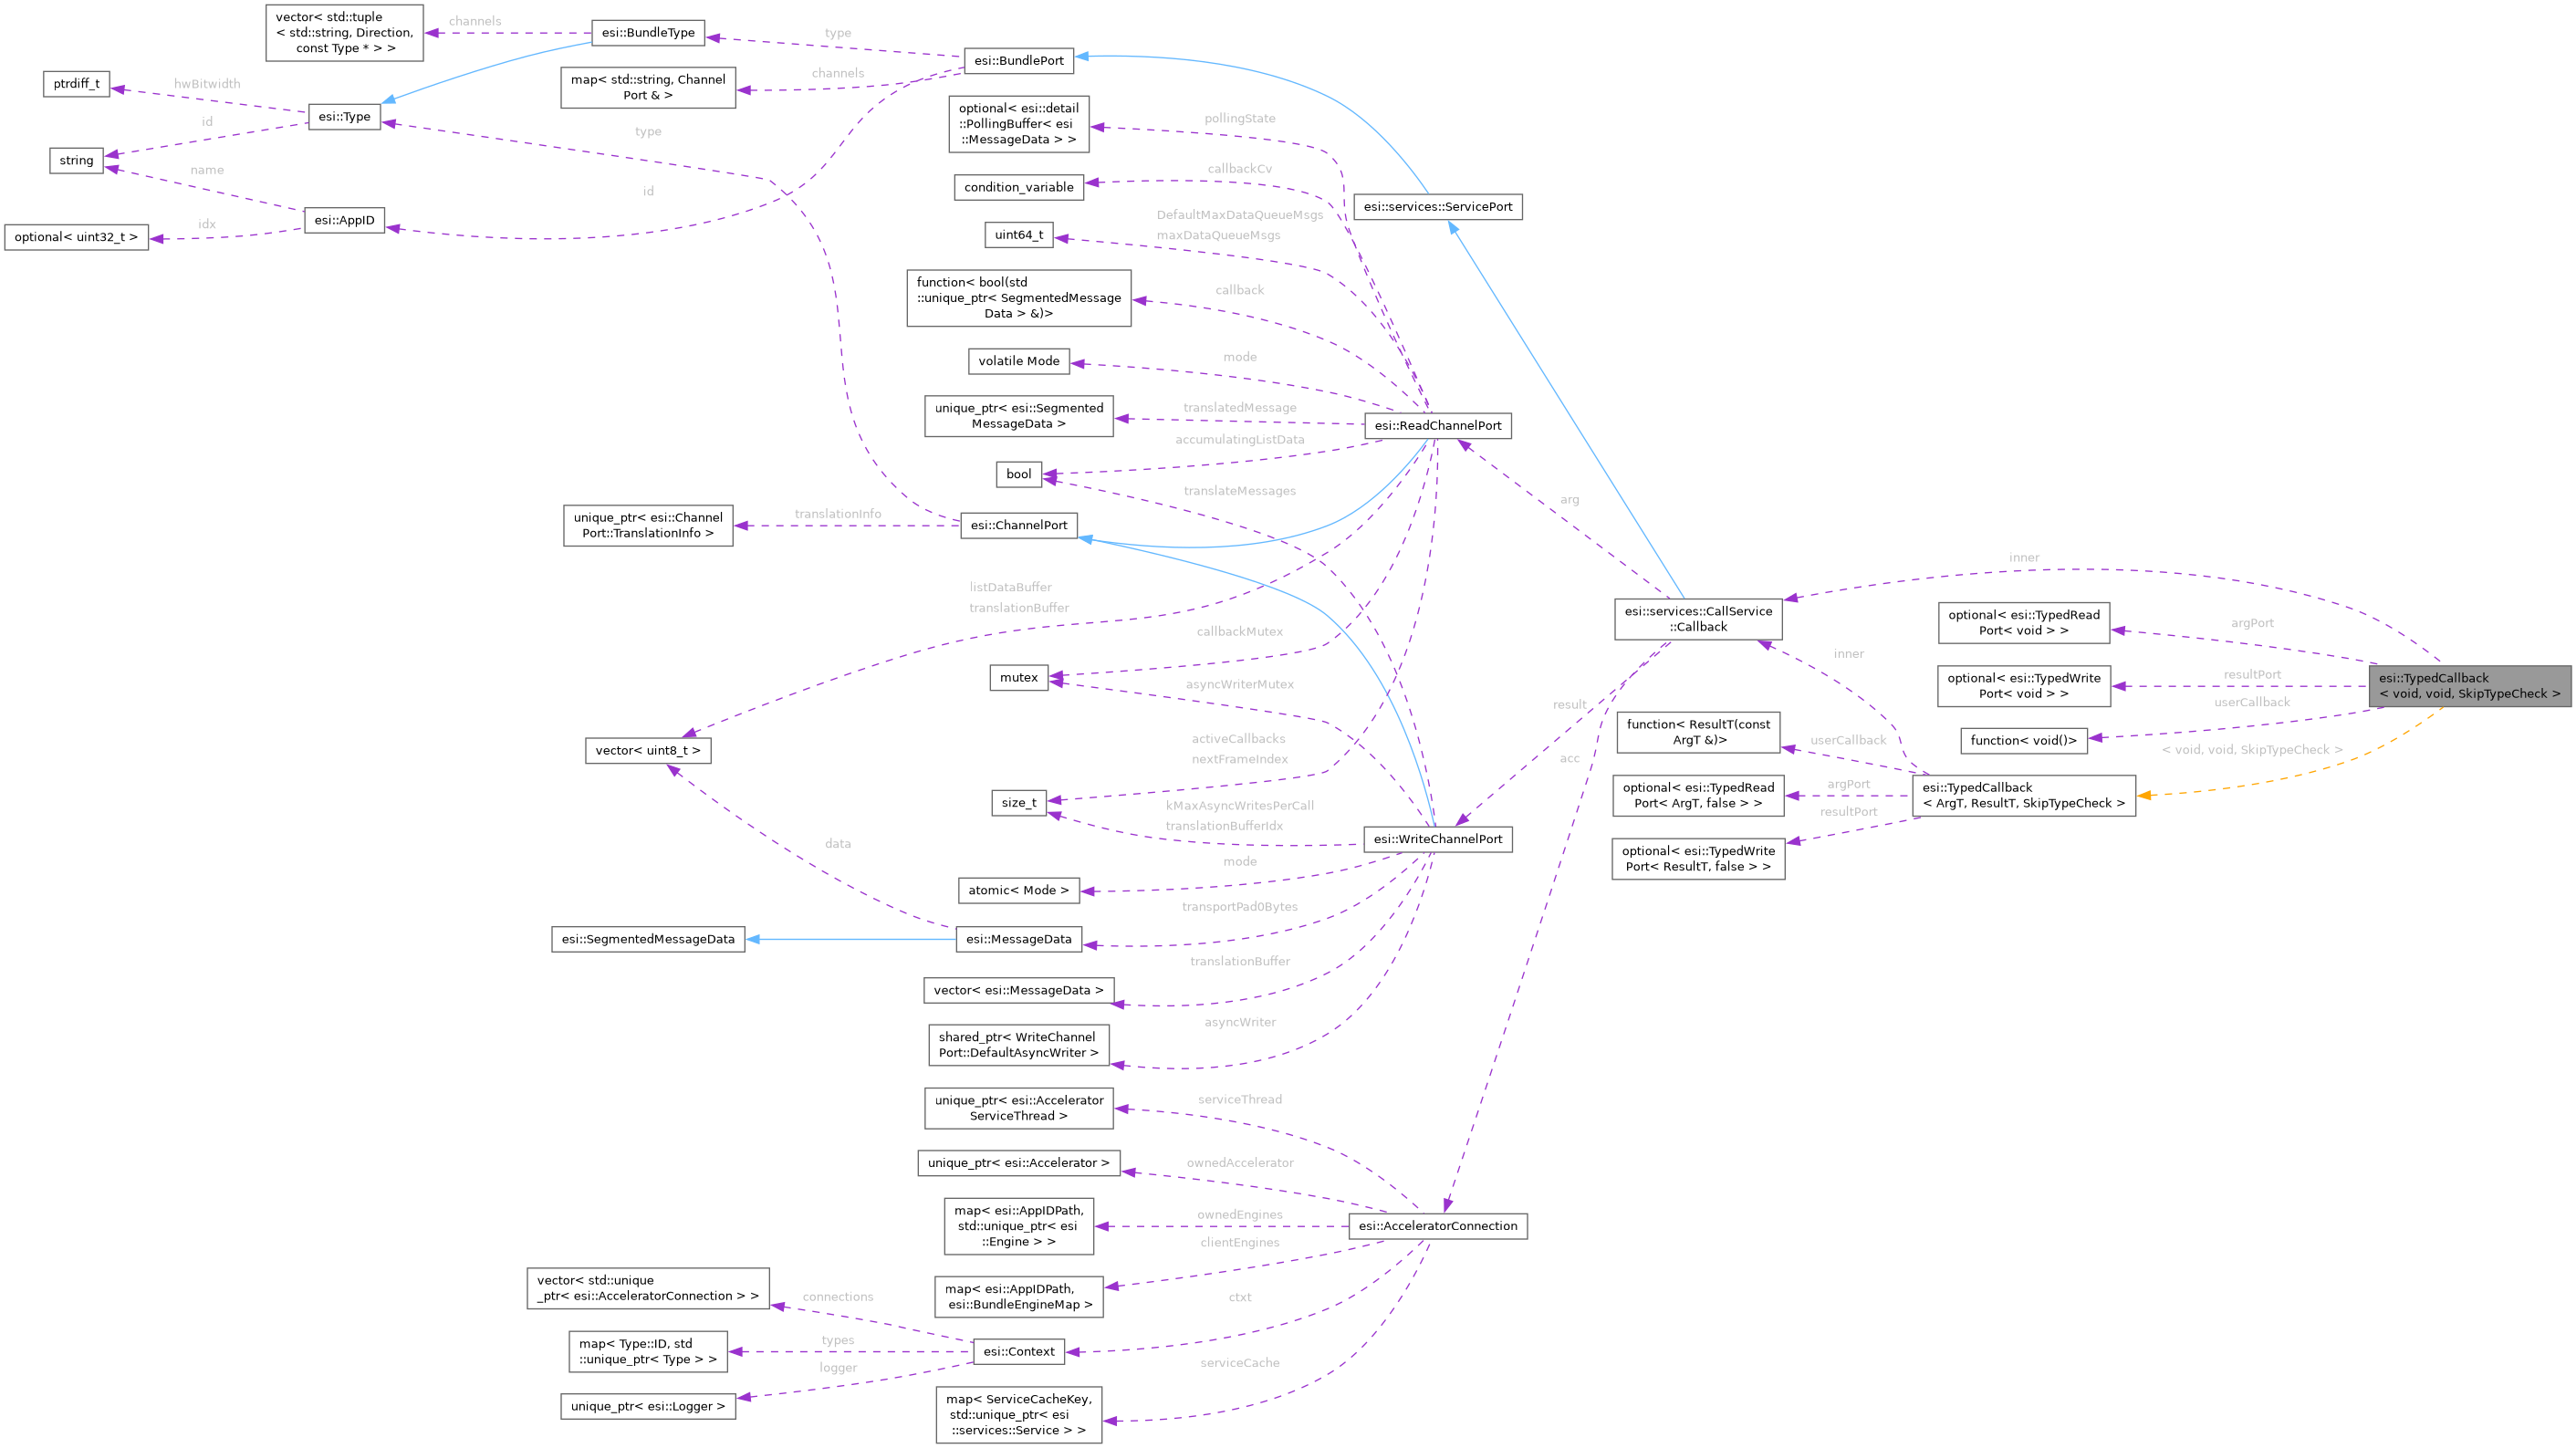 vector< std::tuple
< std::string, Direction,
const Type * > >
channels
esi::BundleType
type
esi::BundlePort
ptrdiff_t
hwBitwidth
map< std::string, Channel
Port & >
channels
esi::Type
id
type
optional< esi::detail
::PollingBuffer< esi
::MessageData > >
pollingState
string
name
id
condition_variable
callbackCv
esi::services::ServicePort
esi::AppID
idx
optional< uint32_t >
uint64_t
DefaultMaxDataQueueMsgs
maxDataQueueMsgs
function< bool(std
::unique_ptr< SegmentedMessage
Data > &)>
callback
volatile Mode
mode
unique_ptr< esi::Segmented
MessageData >
translatedMessage
esi::ReadChannelPort
accumulatingListData
bool
translateMessages
arg
unique_ptr< esi::Channel
Port::TranslationInfo >
translationInfo
esi::ChannelPort
inner
listDataBuffer
translationBuffer
esi::services::CallService
::Callback
optional< esi::TypedRead
Port< void > >
argPort
callbackMutex
inner
mutex
asyncWriterMutex
optional< esi::TypedWrite
Port< void > >
resultPort
esi::TypedCallback
< void, void, SkipTypeCheck >
result
userCallback
function< ResultT(const
ArgT &)>
userCallback
function< void()>
< void, void, SkipTypeCheck >
vector< uint8_t >
activeCallbacks
nextFrameIndex
acc
size_t
kMaxAsyncWritesPerCall
translationBufferIdx
optional< esi::TypedRead
Port< ArgT, false > >
argPort
resultPort
esi::TypedCallback
< ArgT, ResultT, SkipTypeCheck >
data
esi::WriteChannelPort
optional< esi::TypedWrite
Port< ResultT, false > >
mode
atomic< Mode >
transportPad0Bytes
esi::SegmentedMessageData
esi::MessageData
translationBuffer
vector< esi::MessageData >
asyncWriter
shared_ptr< WriteChannel
Port::DefaultAsyncWriter >
unique_ptr< esi::Accelerator
ServiceThread >
serviceThread
unique_ptr< esi::Accelerator >
ownedAccelerator
map< esi::AppIDPath,
std::unique_ptr< esi
::Engine > >
ownedEngines
esi::AcceleratorConnection
clientEngines
map< esi::AppIDPath,
esi::BundleEngineMap >
vector< std::unique
_ptr< esi::AcceleratorConnection > >
connections
ctxt
map< Type::ID, std
::unique_ptr< Type > >
types
esi::Context
logger
serviceCache
unique_ptr< esi::Logger >
map< ServiceCacheKey,
std::unique_ptr< esi
::services::Service > >